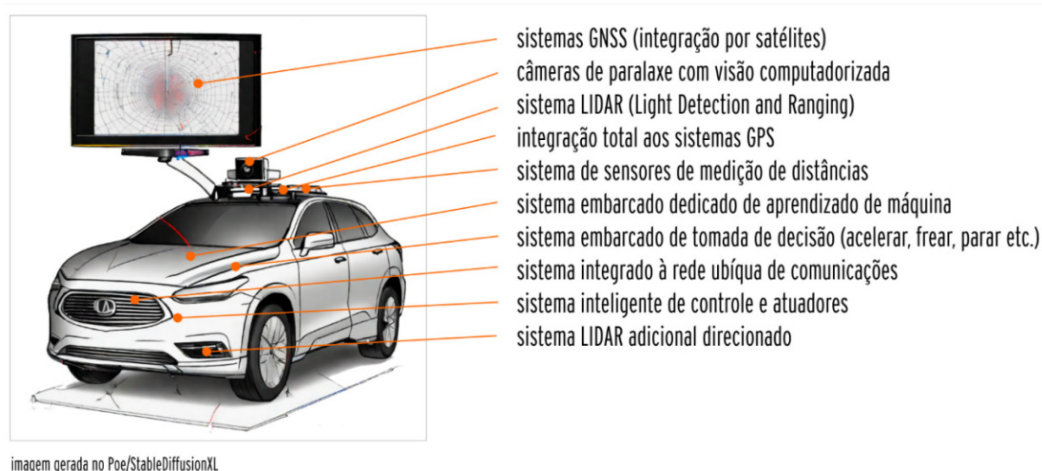 sistemas GNSS (integração por satélites)
câmeras de paralaxe com visão computadorizada
sistema LIDAR (Light Detection and Ranging)
integração total aos sistemas GPS
sistema de sensores de medição de distâncias
sistema embarcado dedicado de aprendizado de máquina
sistema embarcado de tomada de decisão (acelerar, frear, parar etc.)
sistema integrado à rede ubíqua de comunicações
sistema inteligente de controle e atuadores
sistema LIDAR adicional direcionado
imagem gerada no Poe/StableDiffusionXL